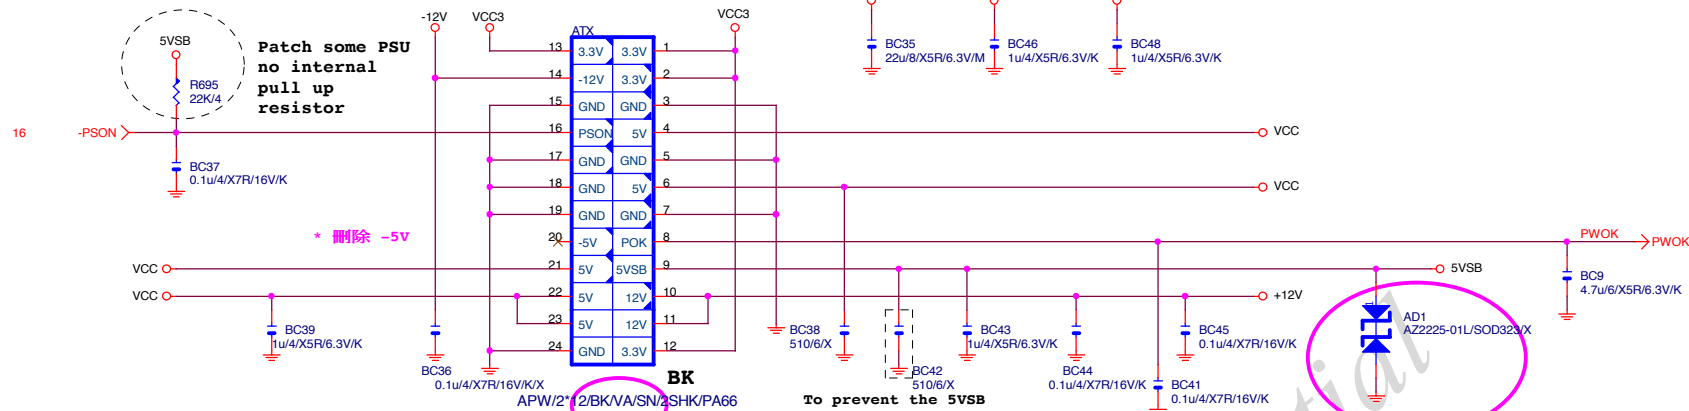 -12V
VCC3
VCC3
ATX
5VSB
Patch some PSU
no internal
pull up
resistor
R695
22K/4
BC35
22u/8/X5R/6.3V/M
BC46
1u/4/X5R/6.3V/K
BC48
1u/4/X5R/6.3V/K
13 3.3V 3.3V 1
14 -12V 3.3V 2
15 GND GND 3
16 -PSON
16 PSON 5V 4 VCC
17 GND GND 5
18 GND 5V 6 VCC
19 GND GND 7
20 -5V POK 8
21 5V 5VSB 9
22 5V 12V 10
23 5V 12V 11
24 GND 3.3V 12
BC37
0.1u/4/X7R/16V/K
* 刪除 -5V
PWOK
PWOK
VCC
5VSB
VCC
+12V
BC9
4.7u/6/X5R/6.3V/K
BC39
1u/4/X5R/6.3V/K
BC36
0.1u/4/X7R/16V/K/X
BC38
510/6/X
BC42
510/6/X
BC43
1u/4/X5R/6.3V/K
BC44
0.1u/4/X7R/16V/K
BC45
0.1u/4/X7R/16V/K
BC41
0.1u/4/X7R/16V/K
AD1
AZ2225-01L/SOD323/X
BK
APW/2*12/BK/VA/SN/2SHK/PA66
To prevent the 5VSB
tial